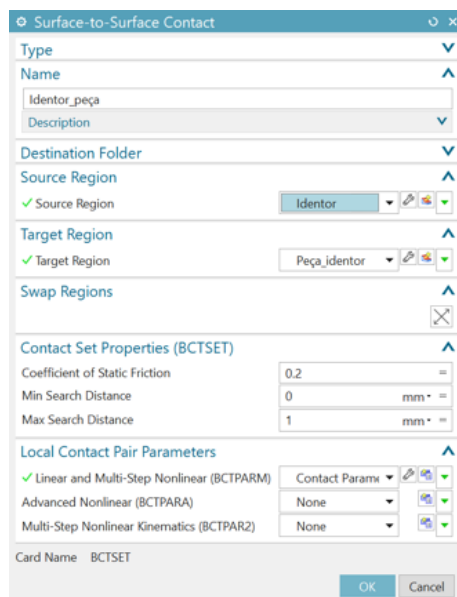 Surface-to-Surface Contact
Type
Name
Identor_peça
Description
Destination Folder
Source Region
Source Region Identor
Target Region
Target Region Peça_identor
Swap Regions
Contact Set Properties (BCTSET)
Coefficient of Static Friction 0.2 =
Min Search Distance 0 mm =
Max Search Distance 1 mm =
Local Contact Pair Parameters
Linear and Multi-Step Nonlinear (BCTPARM) Contact Parame
Advanced Nonlinear (BCTPARA) None
Multi-Step Nonlinear Kinematics (BCTPAR2) None
Card Name BCTSET
OK Cancel